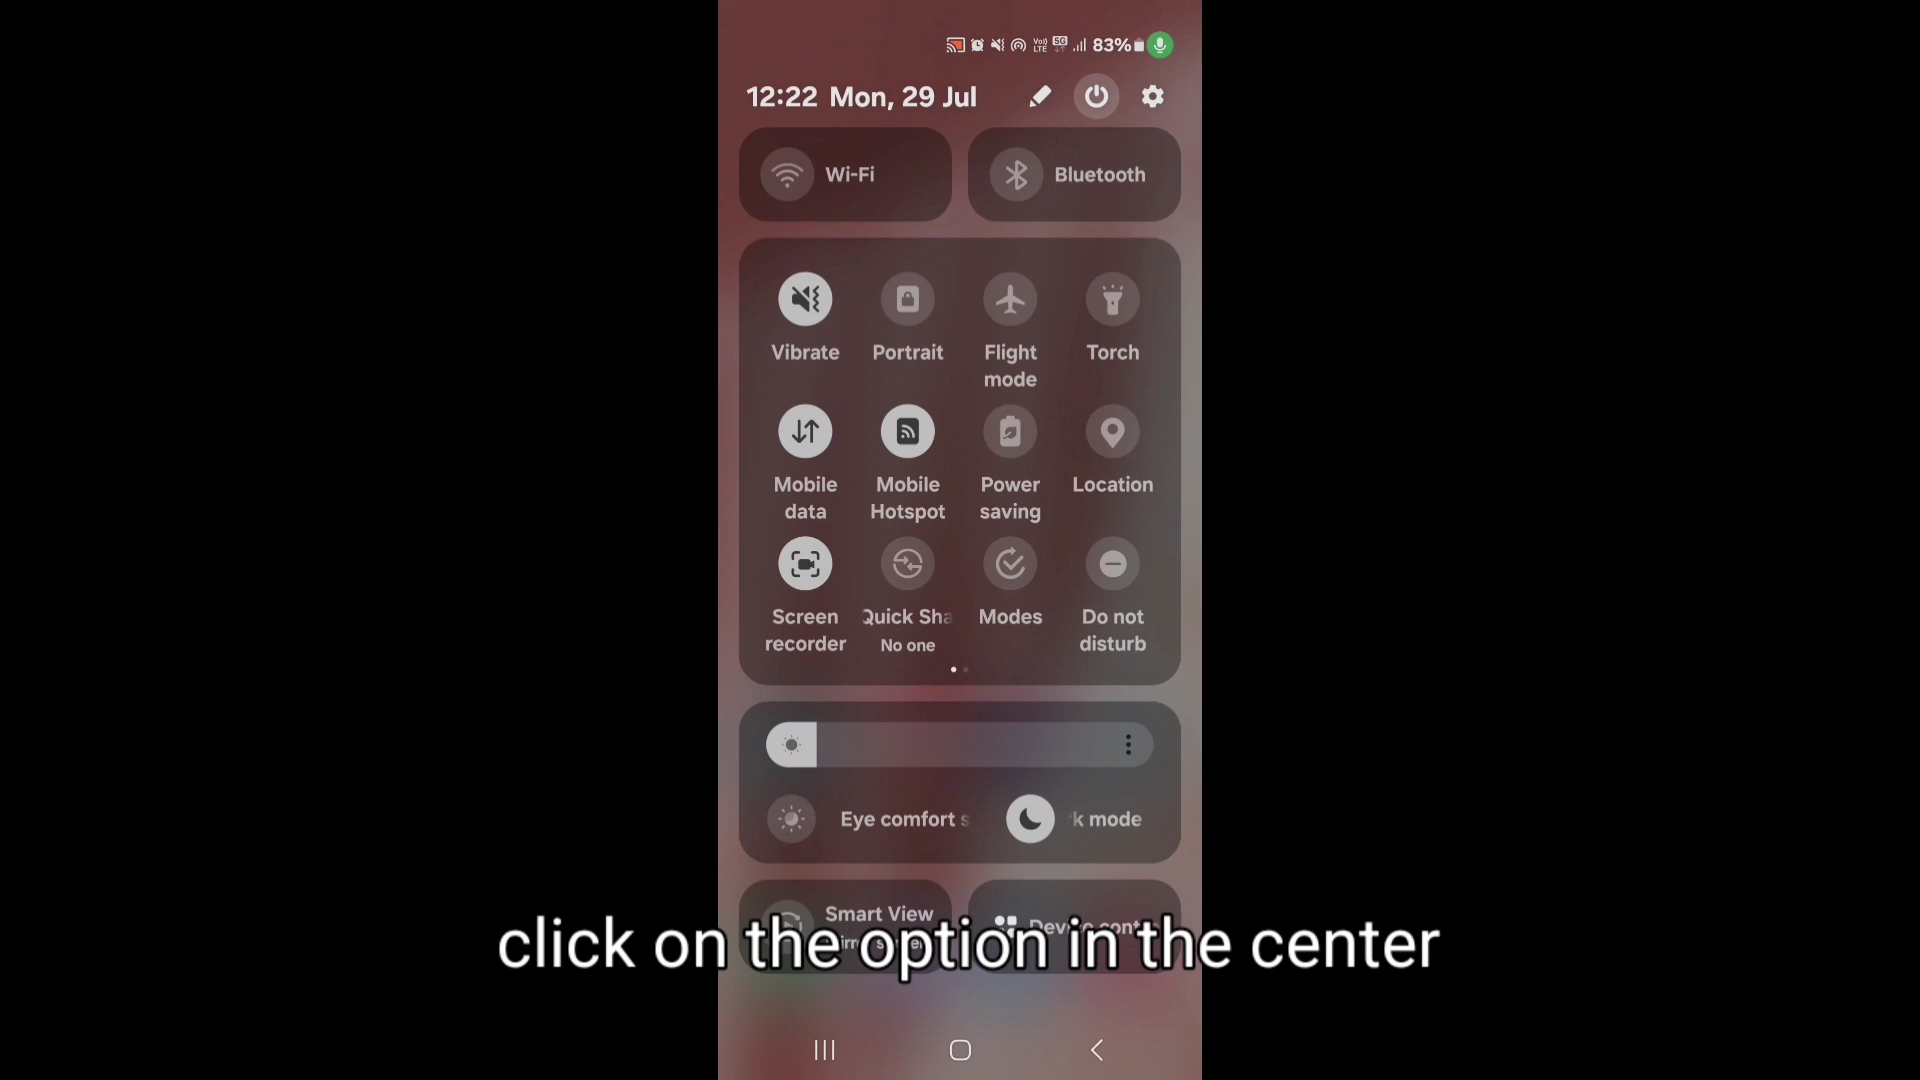 83%
12:22 Mon, 29 Jul
Wi-Fi
Bluetooth
Vibrate
Portrait
Flight
mode
Torch
Mobile
data
Mobile
Hotspot
Power
saving
Location
Screen
recorder
Quick Sha
No one
Modes
Do not
disturb
Eye comfort s
k mode
Smart View
click on the option in the center